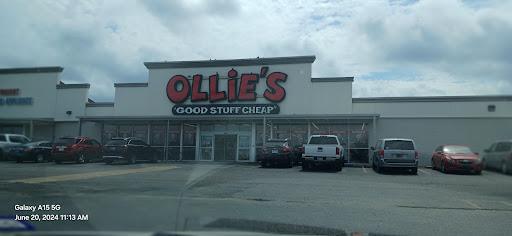 OLLIE'S
"GOOD STUFF CHEAP"
Galaxy A15 5G
June 20, 2024 11:13 AM